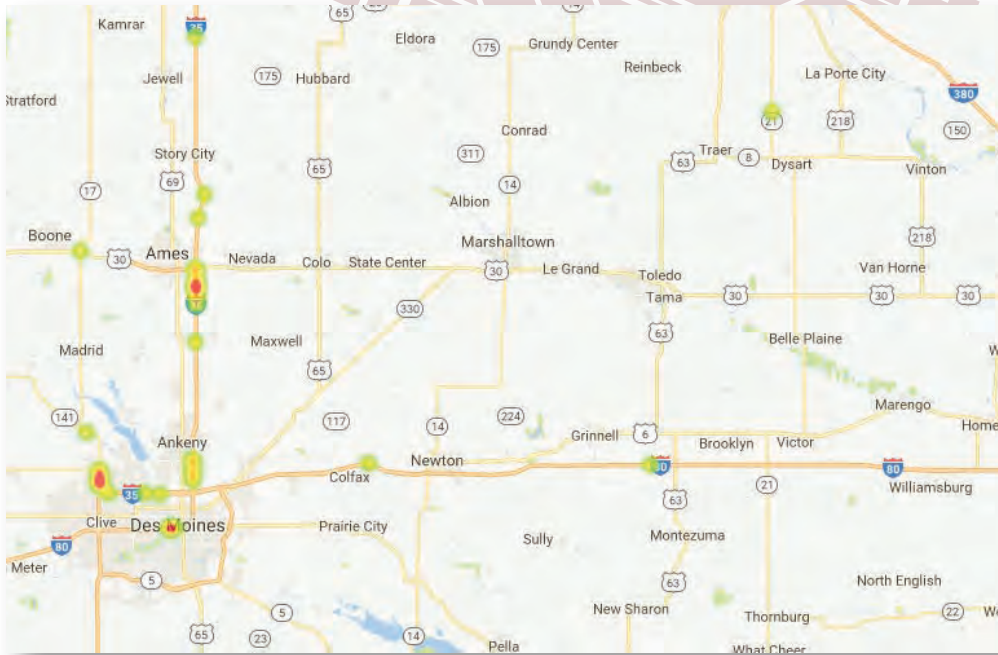 Kamrar
35
65
14
Eldora
175
Grundy Center
Reinbeck
La Porte City
Jewell
175
Hubbard
380
Stratford
21
218
150
Conrad
Story City
311
Traer
8
Dysart
Vinton
63
65
69
17
14
Albion
Boone
Ames
30
Nevada
Colo
State Center
Marshalltown
30
Le Grand
Toledo
Tama
218
Van Horne
30
30
30
330
63
Madrid
Maxwell
65
Belle Plaine
141
117
224
14
Marengo
Ankeny
Grinnell
6
Brooklyn
Victor
Home
Newton
Colfax
80
35
63
21
Williamsburg
Clive
Des Moines
Prairie City
80
Sully
Montezuma
Meter
5
63
North English
5
New Sharon
Thornburg
22
65
23
14
Pella
What Cheer